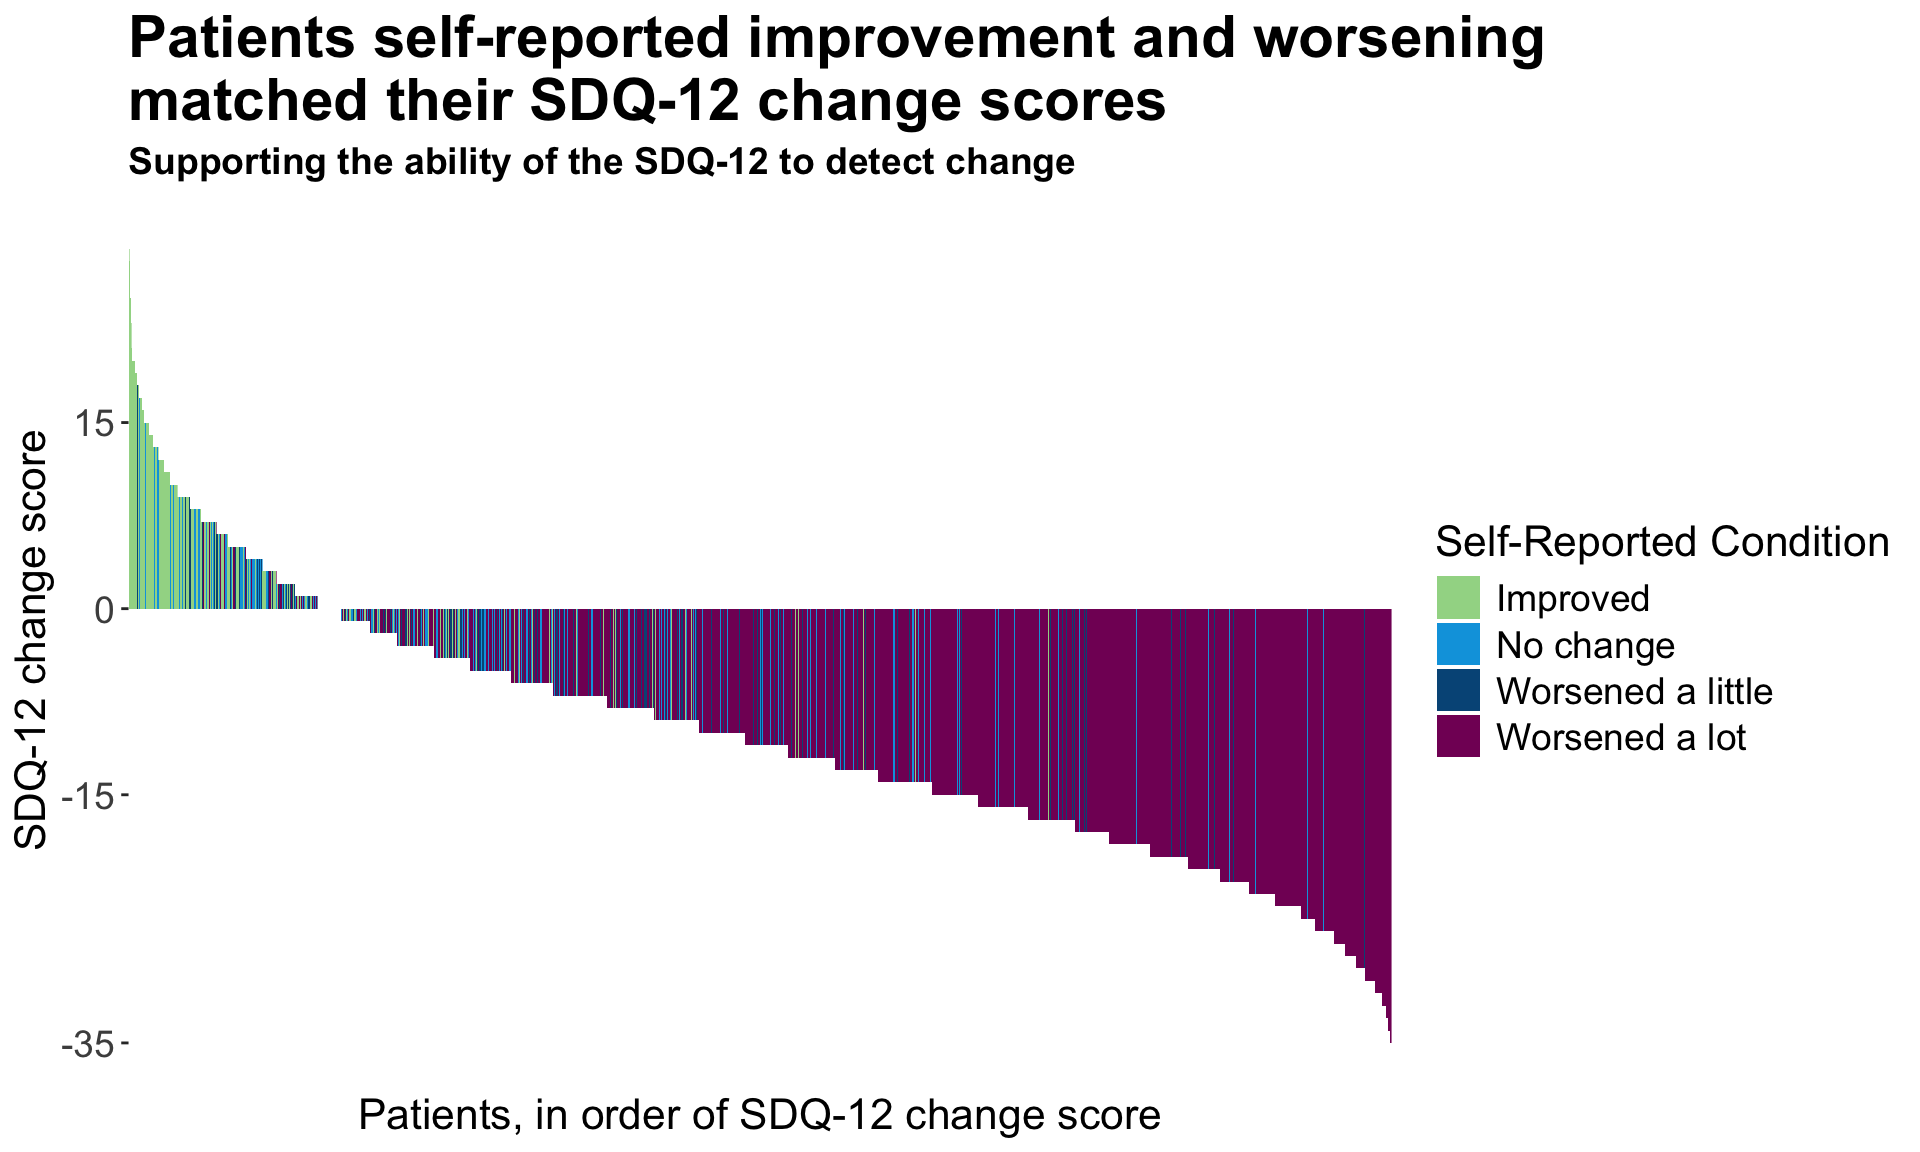 Patients self-reported improvement and worsening
matched their SDQ-12 change scores
Supporting the ability of the SDQ-12 to detect change
SDQ-12 change score
15
0
-15
-35
Patients, in order of SDQ-12 change score
Self-Reported Condition
Improved
No change
Worsened a little
Worsened a lot